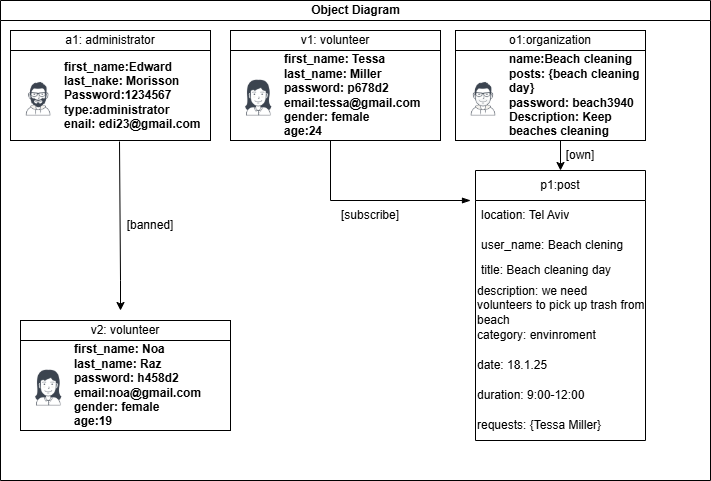 Object Diagram
a1: administrator
first_name:Edward
last_nake: Morisson
Password:1234567
type:administrator
enail: edi23@gmail.com
v1: volunteer
first_name: Tessa
last_name: Miller
password: p678d2
email:tessa@gmail.com
gender: female
age:24
o1:organization
name:Beach cleaning
posts: {beach cleaning
day}
password: beach3940
Description: Keep
beaches cleaning
[own]
[subscribe]
[banned]
p1:post
location: Tel Aviv
user_name: Beach clening
title: Beach cleaning day
description: we need
volunteers to pick up trash from
beach
category: envinroment
date: 18.1.25
duration: 9:00-12:00
requests: {Tessa Miller}
v2: volunteer
first_name: Noa
last_name: Raz
password: h458d2
email:noa@gmail.com
gender: female
age:19